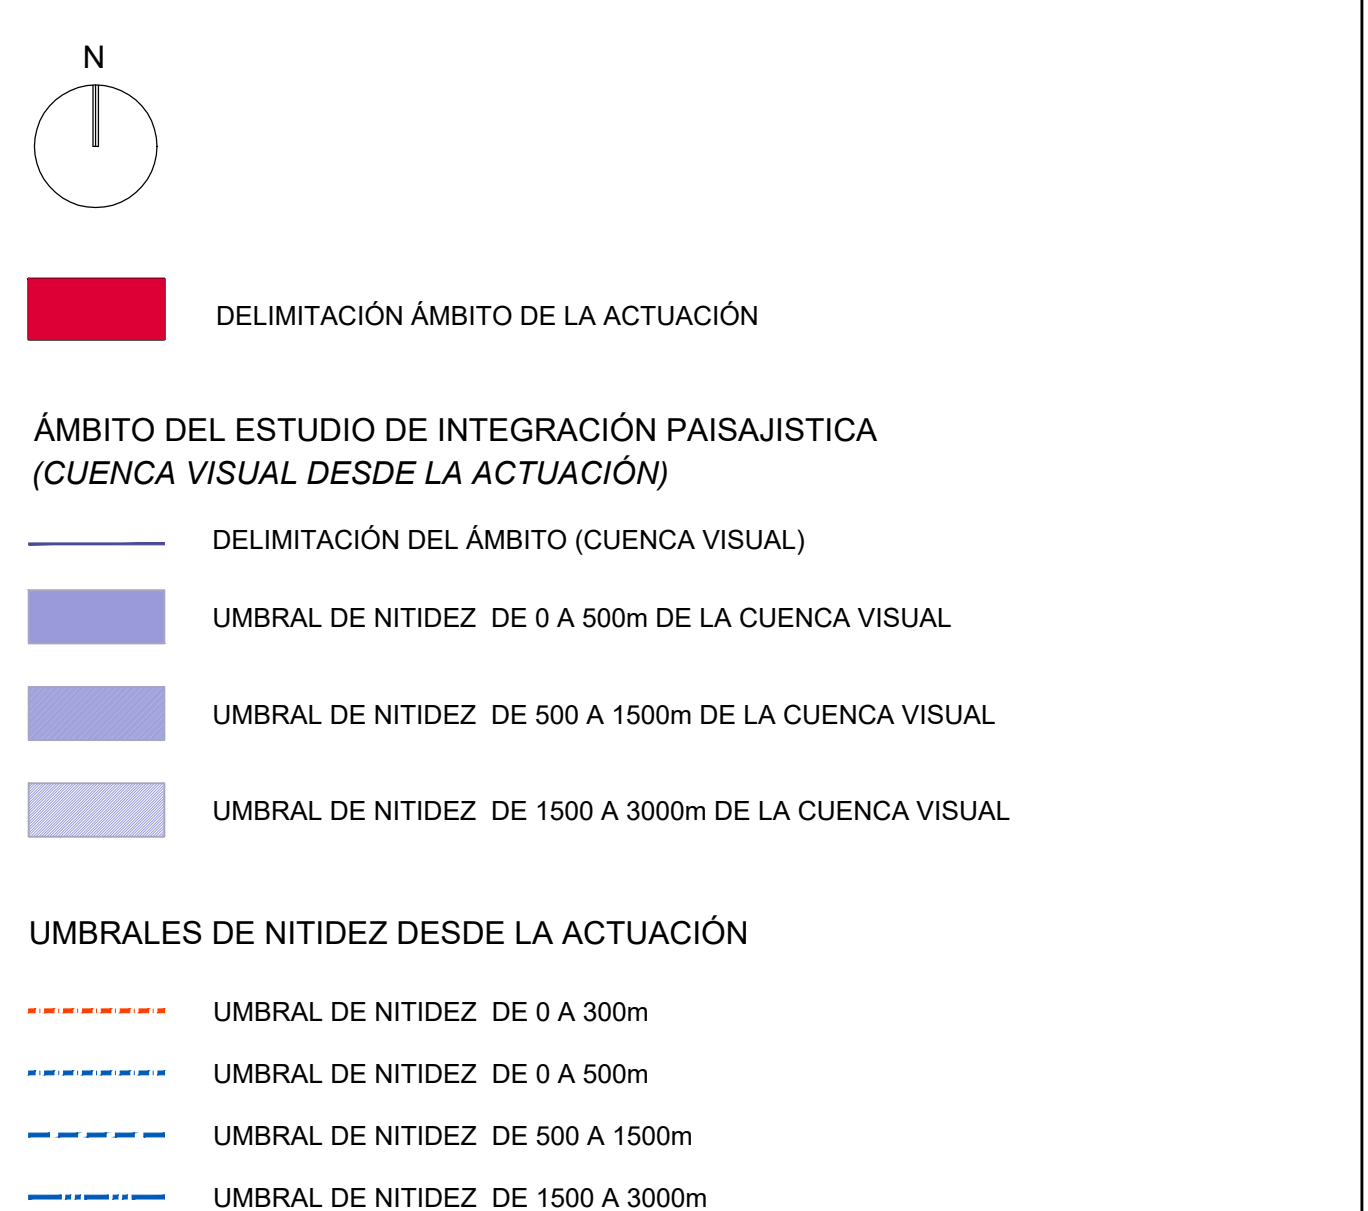 N
DELIMITACIÓN ÁMBITO DE LA ACTUACIÓN
ÁMBITO DEL ESTUDIO DE INTEGRACIÓN PAISAJISTICA
(CUENCA VISUAL DESDE LA ACTUACIÓN)
DELIMITACIÓN DEL ÁMBITO (CUENCA VISUAL)
UMBRAL DE NITIDEZ DE 0 A 500m DE LA CUENCA VISUAL
UMBRAL DE NITIDEZ DE 500 A 1500m DE LA CUENCA VISUAL
UMBRAL DE NITIDEZ DE 1500 A 3000m DE LA CUENCA VISUAL
UMBRALES DE NITIDEZ DESDE LA ACTUACIÓN
UMBRAL DE NITIDEZ DE 0 A 300m
UMBRAL DE NITIDEZ DE 0 A 500m
UMBRAL DE NITIDEZ DE 500 A 1500m
UMBRAL DE NITIDEZ DE 1500 A 3000m